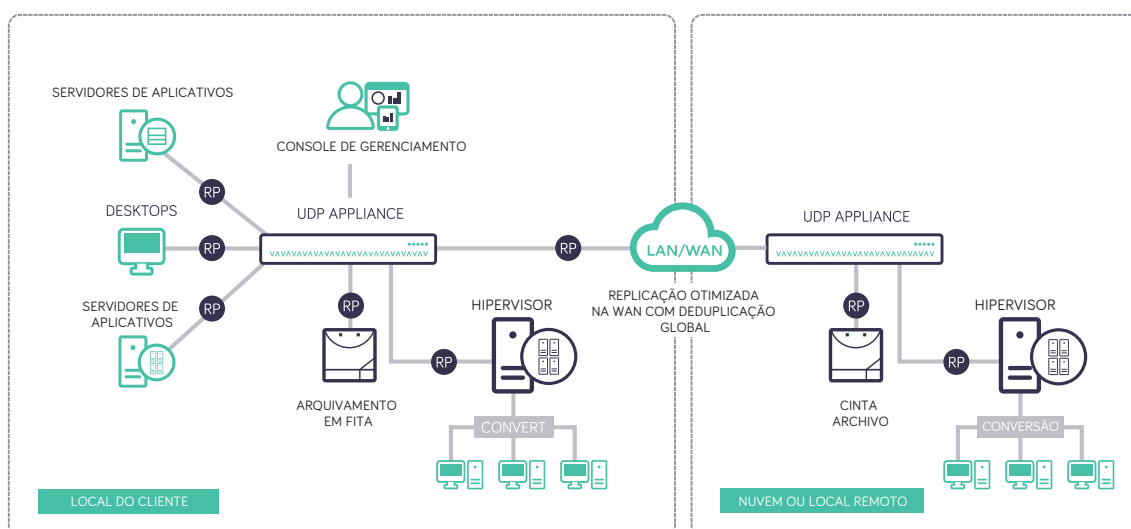 SERVIDORES DE APLICATIVOS
CONSOLE DE GERENCIAMENTO
RP
DESKTOPS
UDP APPLIANCE
RP
RP
LAN/WAN
UDP APPLIANCE
SERVIDORES DE
APLICATIVOS
RP
RP
REPLICAÇÃO OTIMIZADA
NA WAN COM DEDUPLICAÇÃO
GLOBAL
HIPERVISOR
RP
ARQUIVAMENTO
EM FITA
CONVERT
RP
HIPERVISOR
RP
CINTA
ARCHIVO
CONVERSÃO
LOCAL DO CLIENTE
NUVEM OU LOCAL REMOTO